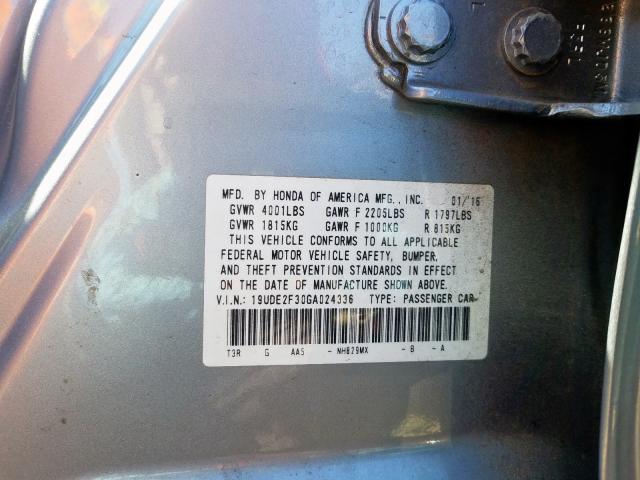 MFD. BY HONDA OF AMERICA MFG., INC. 01/16
GVWR 4001LBS GAWR F 2205LBS R 1797LBS
GVWR 1815KG GAWR F 1000KG R 815KG
THIS VEHICLE CONFORMS TO ALL APPLICABLE
FEDERAL MOTOR VEHICLE SAFETY, BUMPER,
AND THEFT PREVENTION STANDARDS IN EFFECT
ON THE DATE OF MANUFACTURE SHOWN ABOVE.
V.I.N.: 19UDE2F30GA024336 TYPE: PASSENGER CAR
T3R G AA5 - NH829MX - B - A